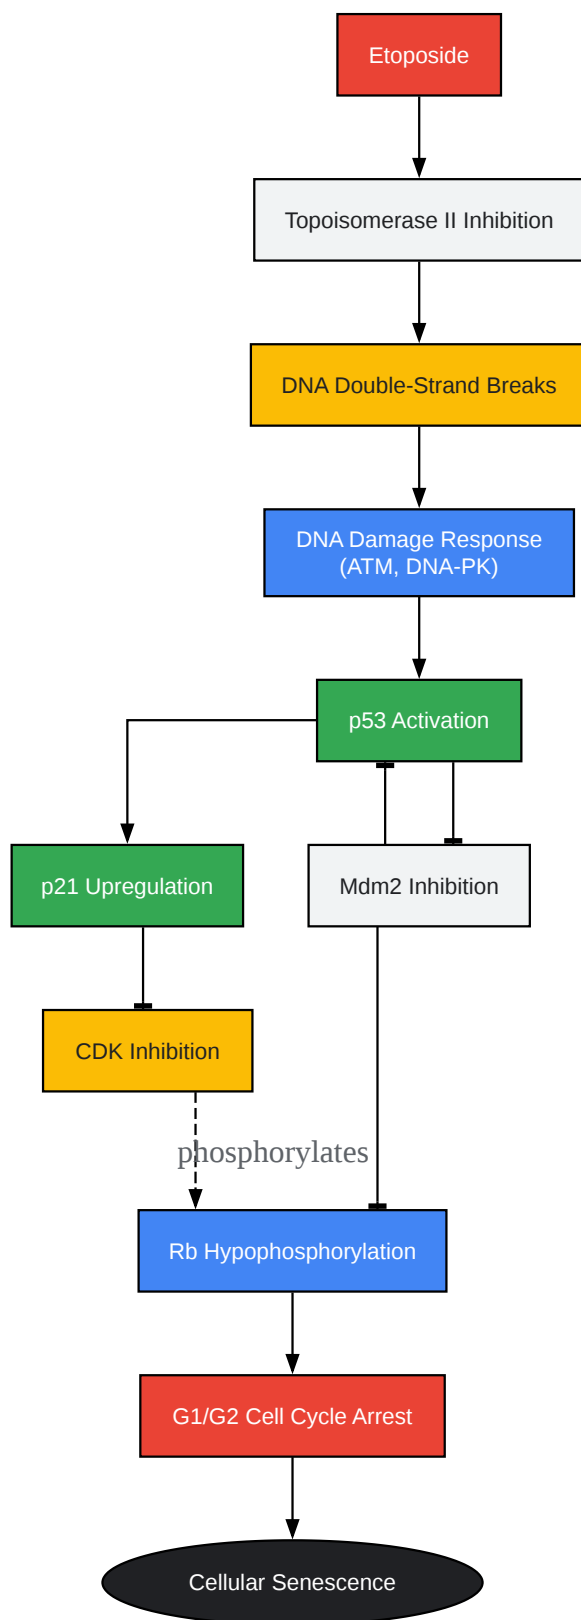 Etoposide
Topoisomerase II Inhibition
DNA Double-Strand Breaks
DNA Damage Response
(ATM, DNA-PK)
p53 Activation
p21 Upregulation
Mdm2 Inhibition
CDK Inhibition
phosphorylates
Rb Hypophosphorylation
G1/G2 Cell Cycle Arrest
Cellular Senescence